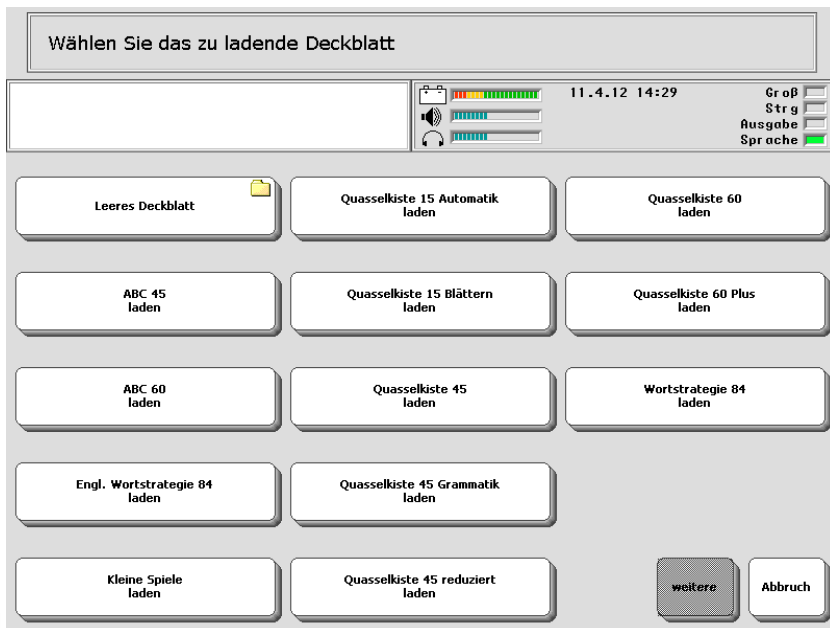 Wählen Sie das zu ladende Deckblatt
11.4.12 14:29
Groß
Strg
Ausgabe
Sprache
Leeres Deckblatt
Quasselkiste 15 Automatik
laden
Quasselkiste 60
laden
ABC 45
laden
Quasselkiste 15 Blättern
laden
Quasselkiste 60 Plus
laden
ABC 60
laden
Quasselkiste 45
laden
Wortstrategie 84
laden
Engl. Wortstrategie 84
laden
Quasselkiste 45 Grammatik
laden
Kleine Spiele
laden
Quasselkiste 45 reduziert
laden
weitere
Abbruch